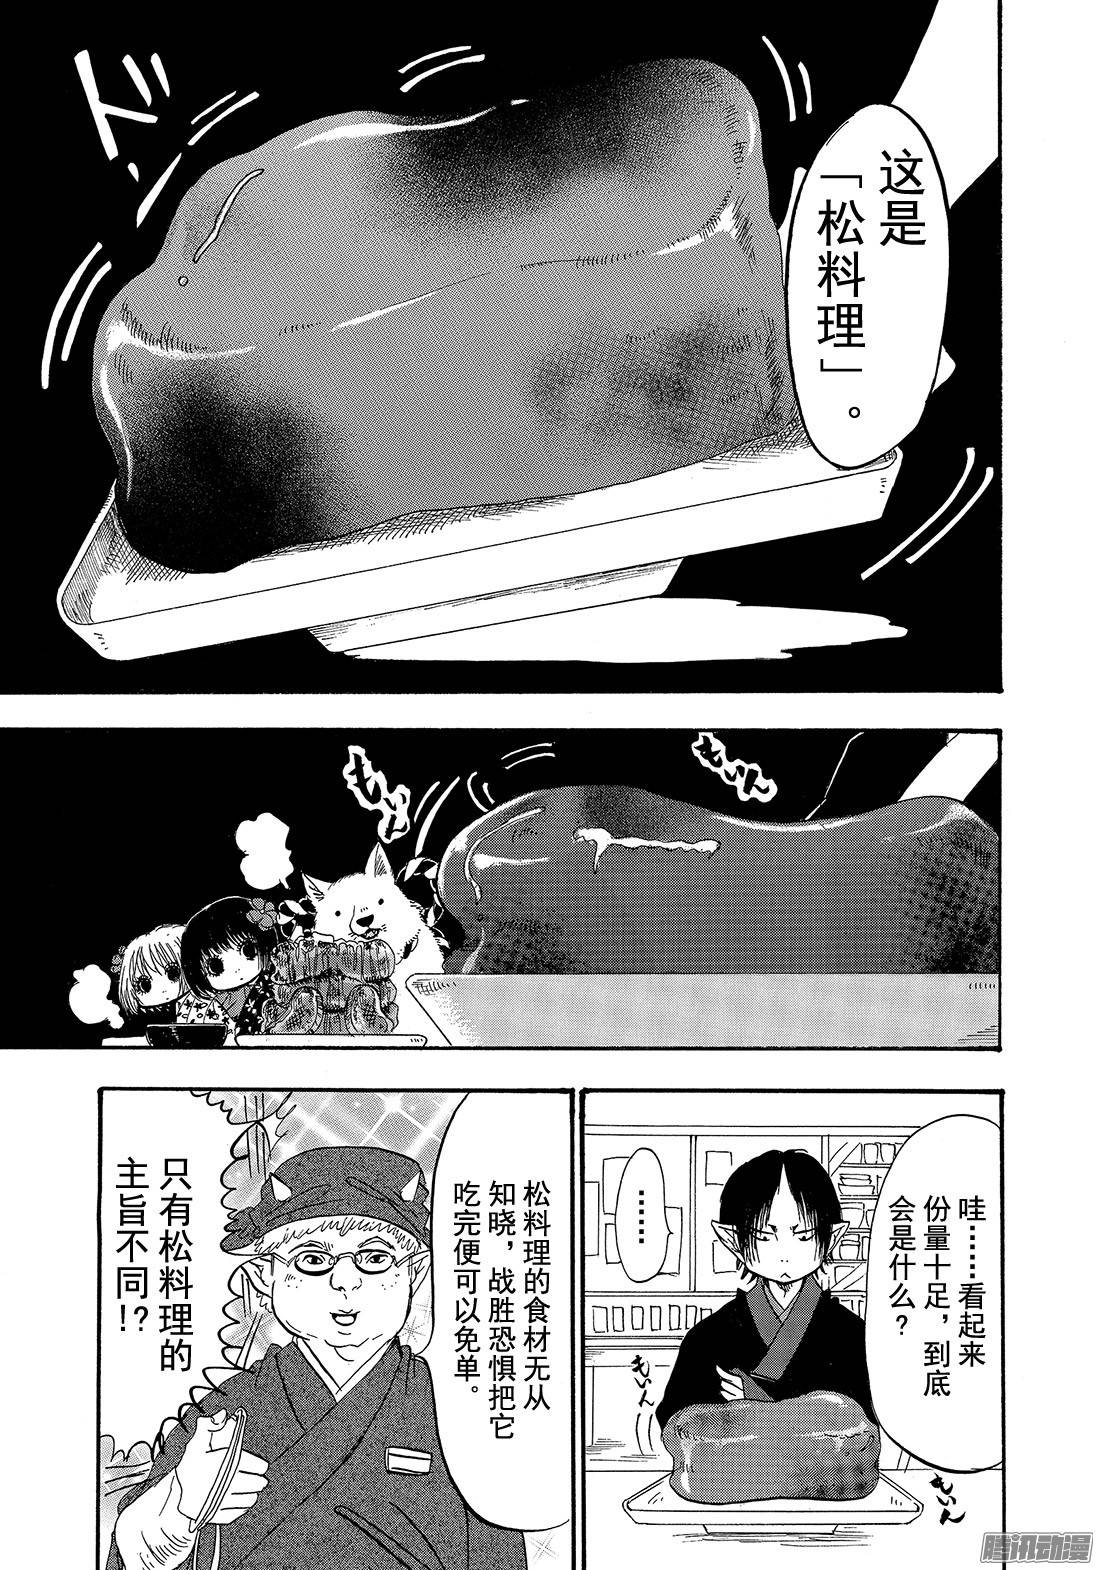 这是
「松料理」。
ドン
もいん
もいん
哇……看起来
份量十足，到底
会是什么？
……
もいん
もいん
松料理的食材无从
知晓，战胜恐惧把它
吃完便可以免单。
只有松料理的
主旨不同！?
腾讯动漫